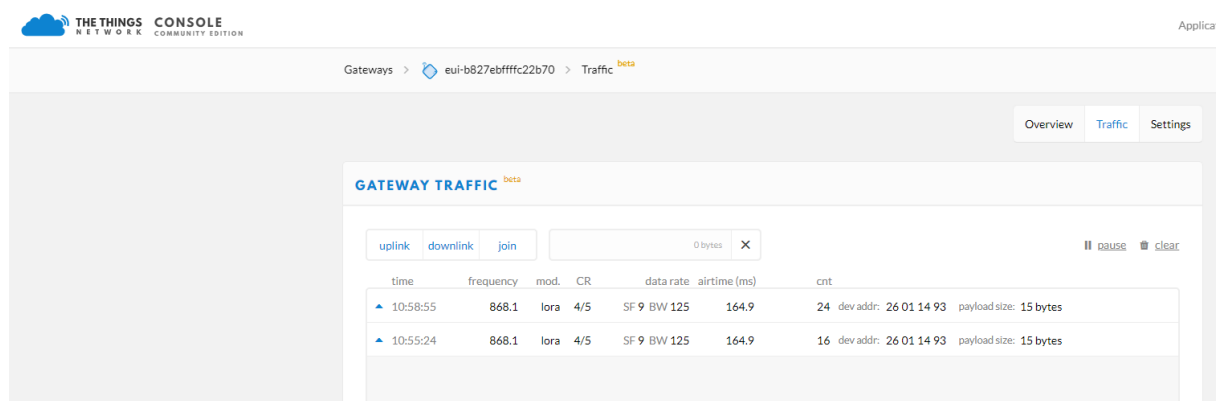 THE THINGS CONSOLE
NETWORK COMMUNITY EDITION
Applica
Gateways > eui-b827ebffffc22b70 > Traffic beta
Overview Traffic Settings
GATEWAY TRAFFIC beta
uplink downlink join 0 bytes pause clear
time frequency mod. CR data rate airtime (ms) cnt
10:58:55 868.1 lora 4/5 SF 9 BW 125 164.9 24 dev addr: 26 01 14 93 payload size: 15 bytes
10:55:24 868.1 lora 4/5 SF 9 BW 125 164.9 16 dev addr: 26 01 14 93 payload size: 15 bytes